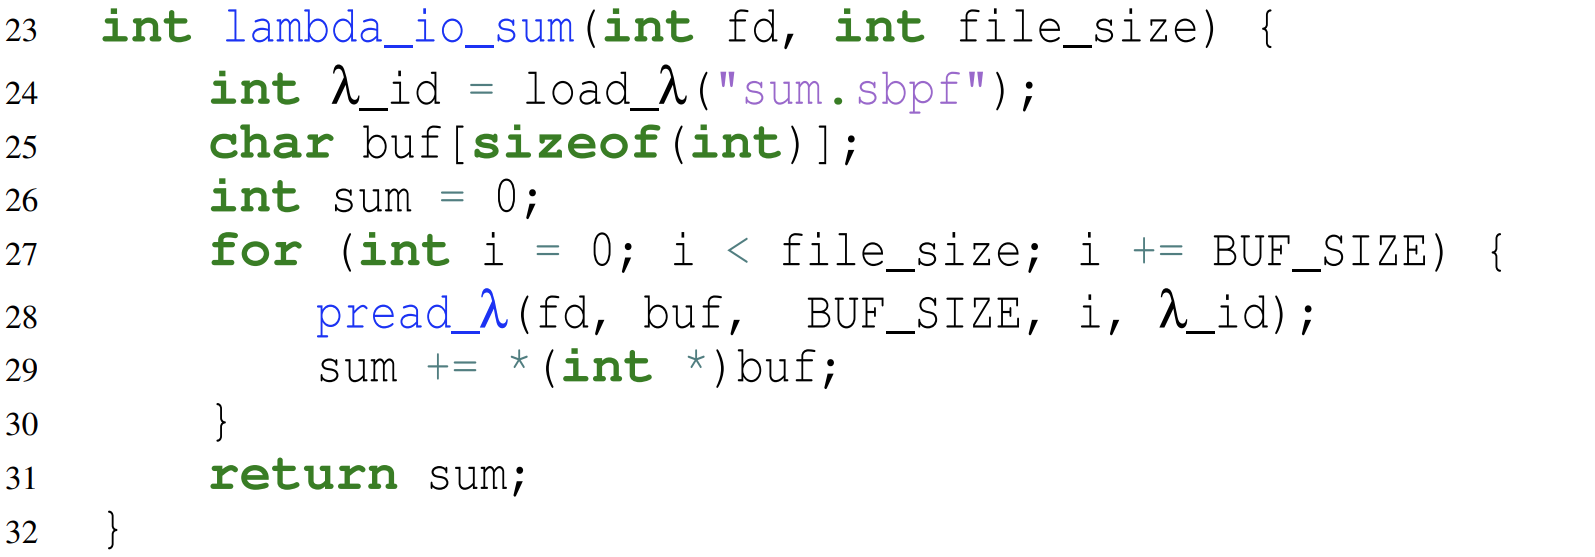 23 int lambda_io_sum(int fd, int file_size) {
24 int λ_id = load_λ("sum.sbpf");
25 char buf[sizeof(int)];
26 int sum = 0;
27 for (int i = 0; i < file_size; i += BUF_SIZE) {
28 pread_λ(fd, buf, BUF_SIZE, i, λ_id);
29 sum += *(int *)buf;
30 }
31 return sum;
32 }